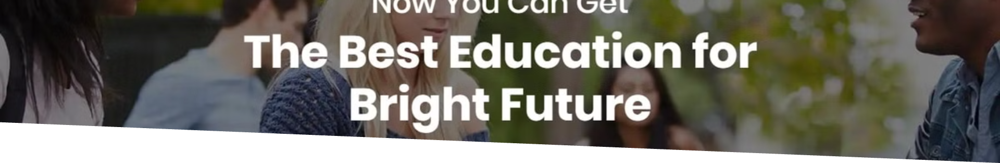 Now You Can Get
The Best Education for
Bright Future